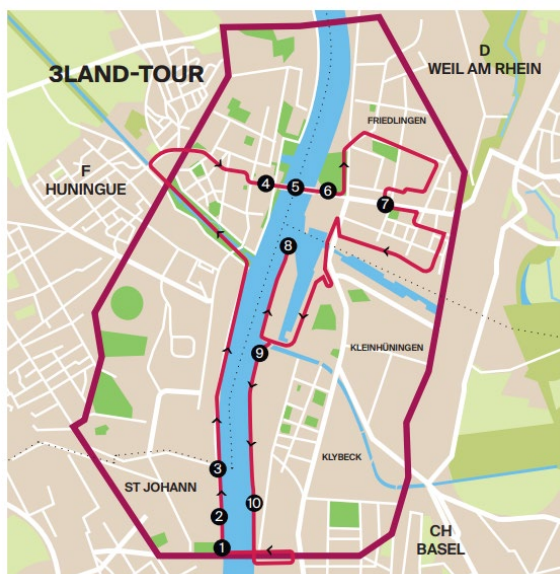 3LAND-TOUR
D
WEIL AM RHEIN
FRIEDLINGEN
F
HUNINGUE
4
5
6
7
8
9
KLEINHÜNINGEN
KLYBECK
3
ST JOHANN
2
10
1
CH
BASEL